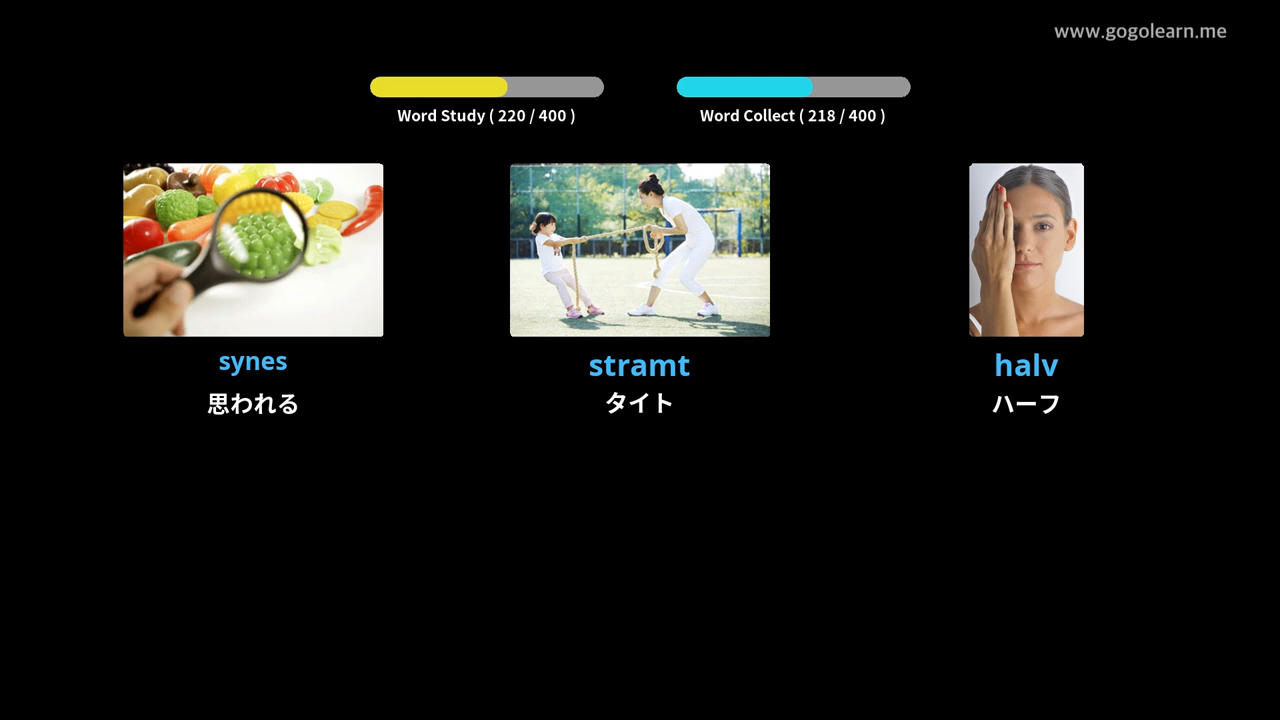 www.gogolearn.me
Word Study ( 220 / 400 )
Word Collect ( 218 / 400 )
synes
stramt
halv
思われる
タイト
ハーフ